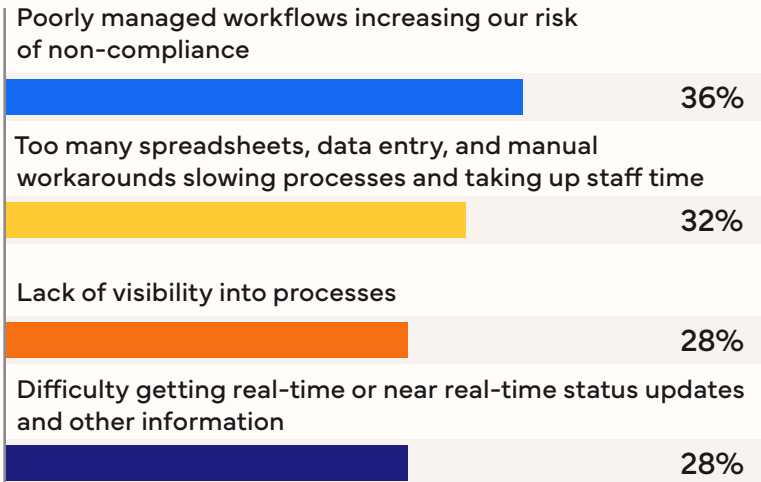 Poorly managed workflows increasing our risk
of non-compliance
36%
Too many spreadsheets, data entry, and manual
workarounds slowing processes and taking up staff time
32%
Lack of visibility into processes
28%
Difficulty getting real-time or near real-time status updates
and other information
28%